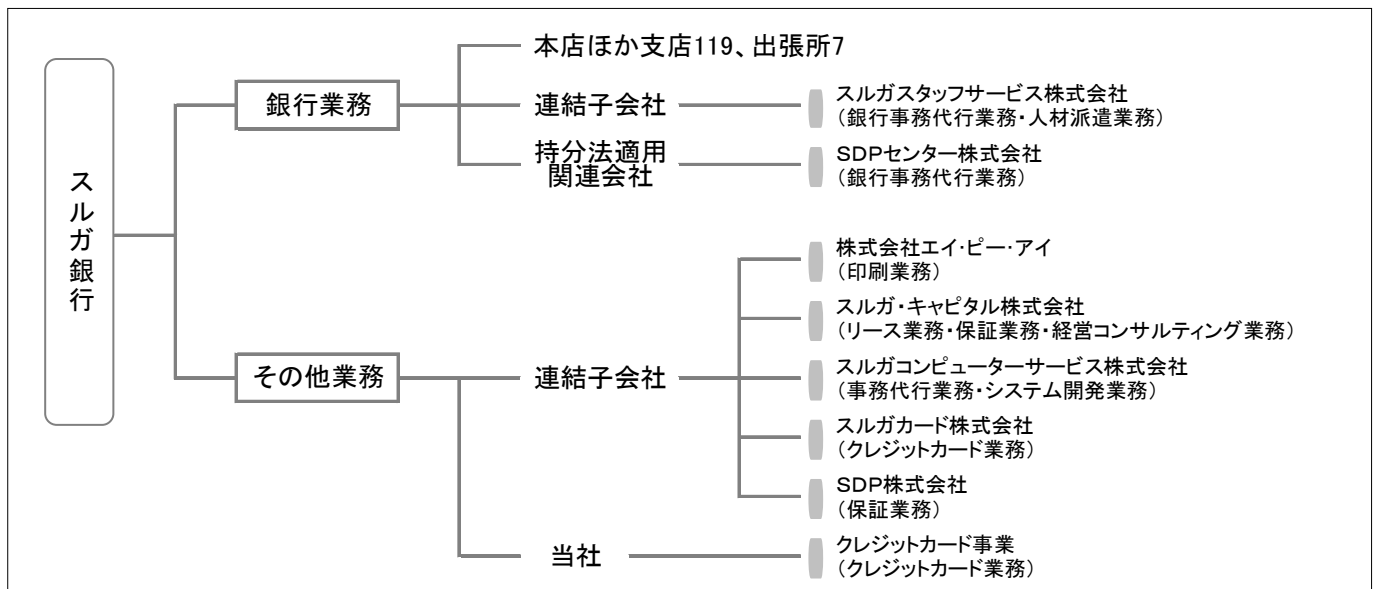 スルガ銀行
銀行業務
本店ほか支店119、出張所7
連結子会社
スルガスタッフサービス株式会社
（銀行事務代行業務・人材派遣業務）
持分法適用
関連会社
SDPセンター株式会社
（銀行事務代行業務）
その他業務
連結子会社
株式会社エイ・ピー・アイ
（印刷業務）
スルガ・キャピタル株式会社
（リース業務・保証業務・経営コンサルティング業務）
スルガコンピューターサービス株式会社
（事務代行業務・システム開発業務）
スルガカード株式会社
（クレジットカード業務）
SDP株式会社
（保証業務）
当社
クレジットカード事業
（クレジットカード業務）